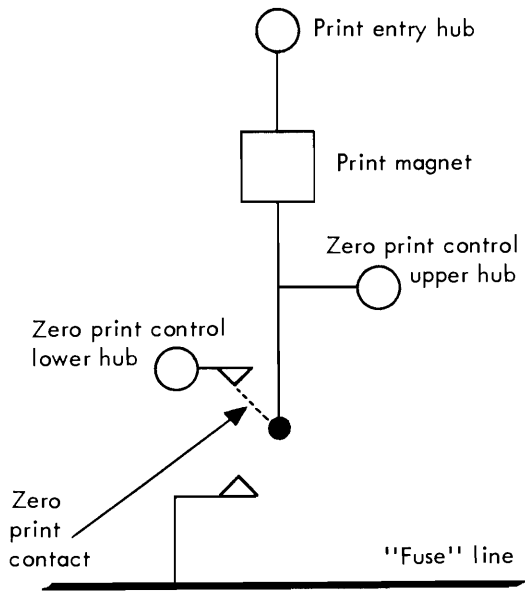 Print entry hub
Print magnet
Zero print control
upper hub
Zero print control
lower hub
Zero
print
contact
"Fuse" line